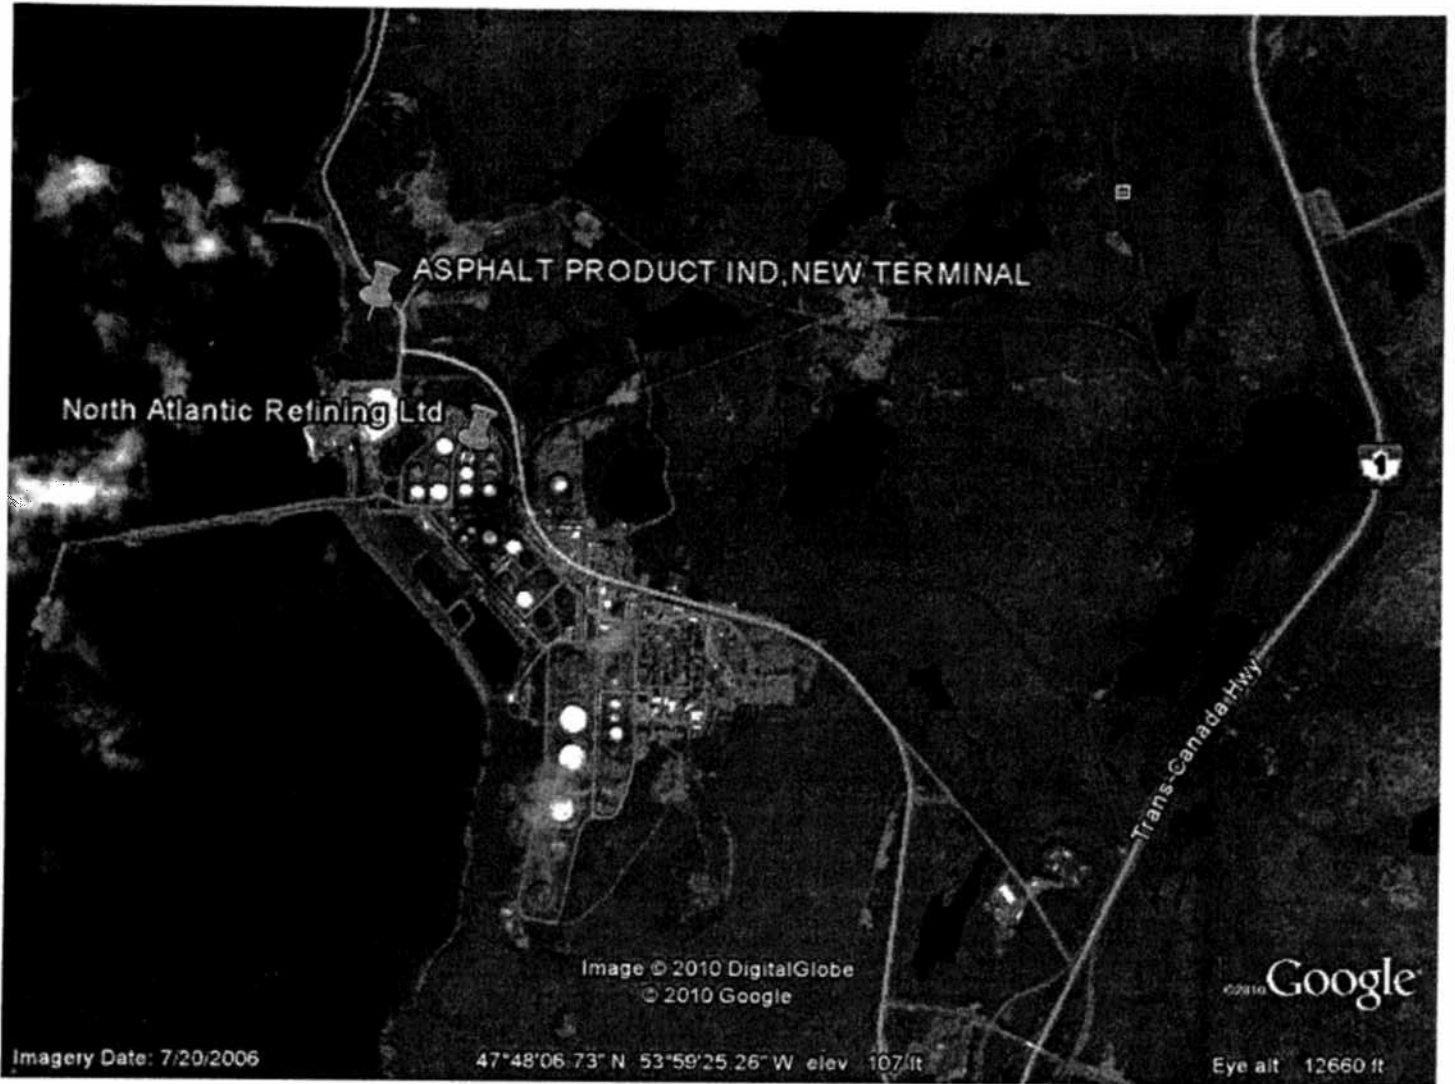 ASPHALT PRODUCT IND, NEW TERMINAL
North Atlantic Refining Ltd
1
Trans-Canada Hwy
Image © 2010 DigitalGlobe
© 2010 Google
©2010 Google
Imagery Date: 7/20/2006
47°48'06.73" N 53°59'25.26" W elev 107 ft
Eye alt 12660 ft